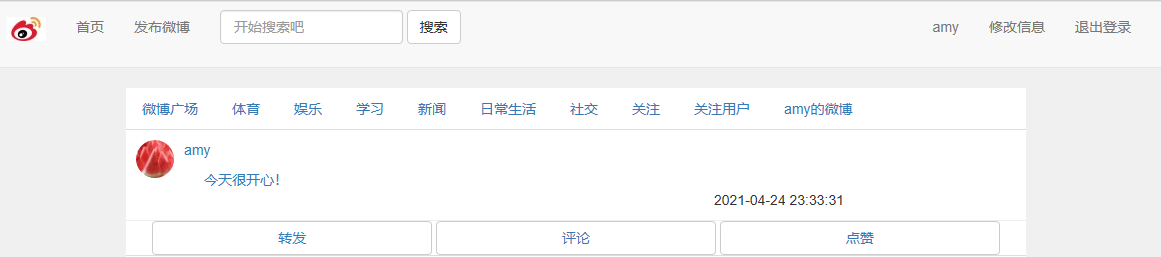 首页 发布微博 开始搜索吧 搜索 amy 修改信息 退出登录
微博广场 体育 娱乐 学习 新闻 日常生活 社交 关注 关注用户 amy的微博
amy
今天很开心!
2021-04-24 23:33:31
转发 评论 点赞